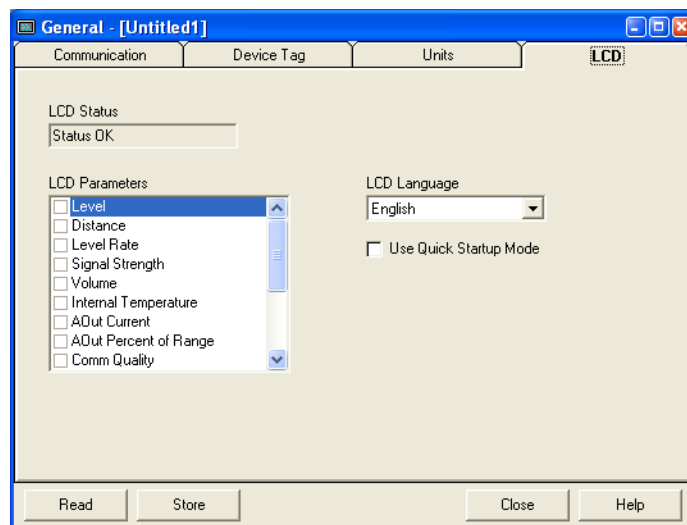 General - [Untitled1]
Communication Device Tag Units LCD
LCD Status
Status OK
LCD Parameters
Level
Distance
Level Rate
Signal Strength
Volume
Internal Temperature
AOut Current
AOut Percent of Range
Comm Quality
LCD Language
English
Use Quick Startup Mode
Read Store Close Help